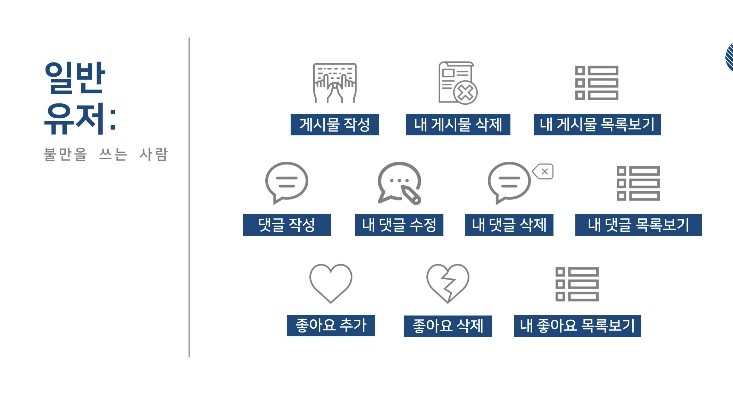 일반
유저:
불만을 쓰는 사람
게시물 작성
내 게시물 삭제
내 게시물 목록보기
댓글 작성
내 댓글 수정
내 댓글 삭제
내 댓글 목록보기
좋아요 추가
좋아요 삭제
내 좋아요 목록보기